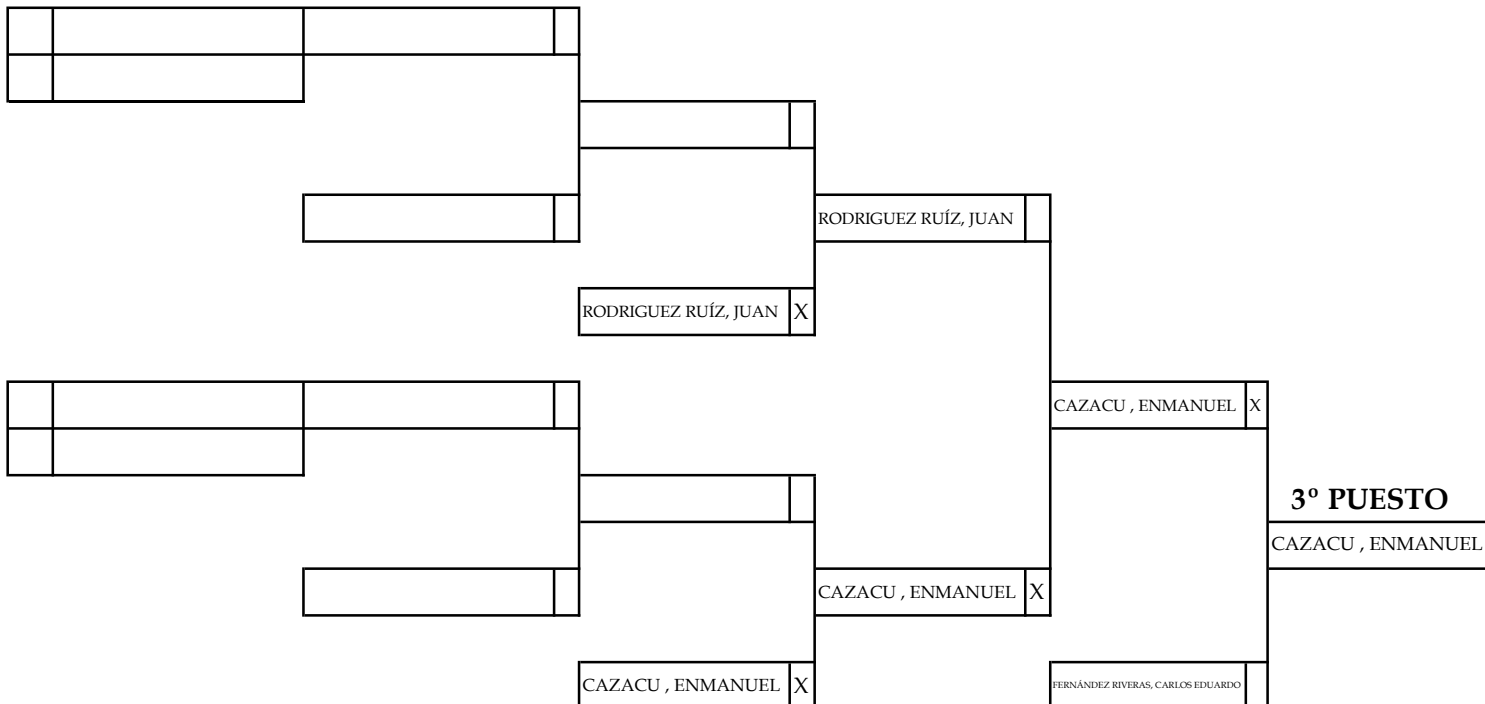 RODRIGUEZ RUÍZ, JUAN
RODRIGUEZ RUÍZ, JUAN X
CAZACU , ENMANUEL X
3º PUESTO
CAZACU , ENMANUEL
CAZACU , ENMANUEL X
CAZACU , ENMANUEL X
FERNÁNDEZ RIVERAS, CARLOS EDUARDO